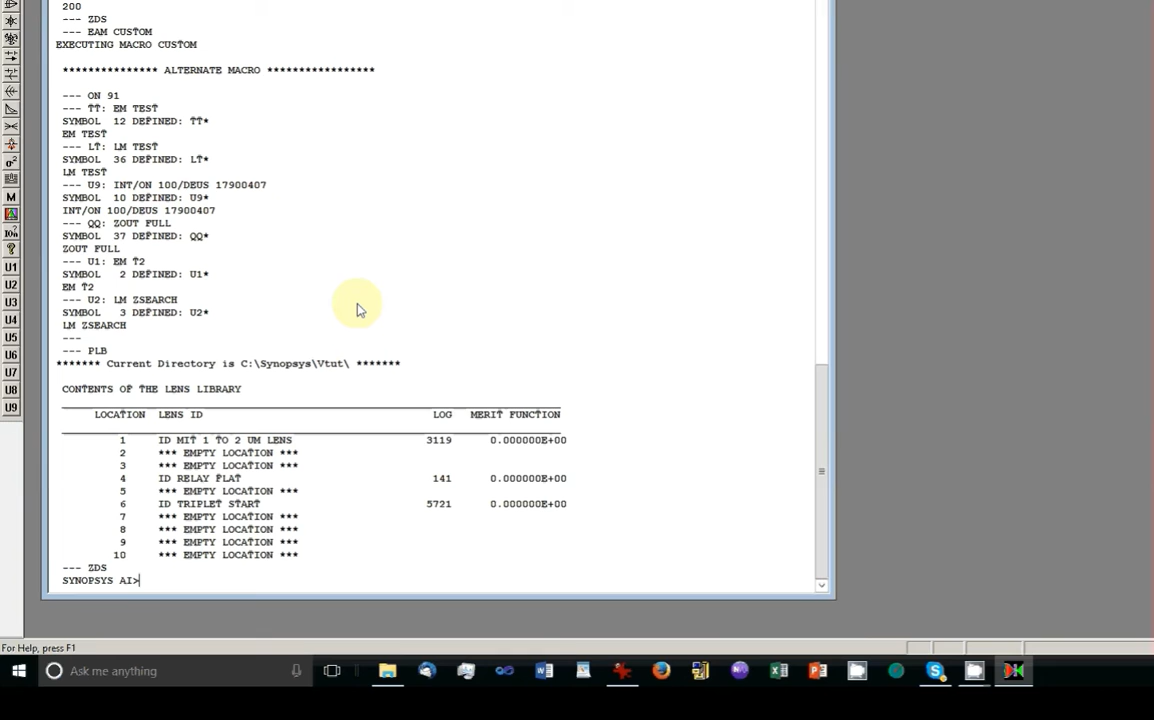 200
--- ZDS
--- EAM CUSTOM
EXECUTING MACRO CUSTOM
*************** ALTERNATE MACRO *****************
--- ON 91
--- TT: EM TEST
SYMBOL 12 DEFINED: TT*
EM TEST
--- LT: LM TEST
SYMBOL 36 DEFINED: LT*
LM TEST
--- U9: INT/ON 100/DEUS 17900407
SYMBOL 10 DEFINED: U9*
INT/ON 100/DEUS 17900407
--- QQ: ZOUT FULL
SYMBOL 37 DEFINED: QQ*
ZOUT FULL
--- U1: EM T2
SYMBOL 2 DEFINED: U1*
EM T2
--- U2: LM ZSEARCH
SYMBOL 3 DEFINED: U2*
LM ZSEARCH
---
--- PLB
******* Current Directory is C:\Synopsys\Vtut\ *******
CONTENTS OF THE LENS LIBRARY
LOCATION LENS ID LOG MERIT FUNCTION
1 ID MIT 1 TO 2 UM LENS 3119 0.000000E+00
2 *** EMPTY LOCATION ***
3 *** EMPTY LOCATION ***
4 ID RELAY FLAT 141 0.000000E+00
5 *** EMPTY LOCATION ***
6 ID TRIPLET START 5721 0.000000E+00
7 *** EMPTY LOCATION ***
8 *** EMPTY LOCATION ***
9 *** EMPTY LOCATION ***
10 *** EMPTY LOCATION ***
--- ZDS
SYNOPSYS AI>
M
?
U1
U2
U3
U4
U5
U6
U7
U8
U9
For Help, press F1
Ask me anything